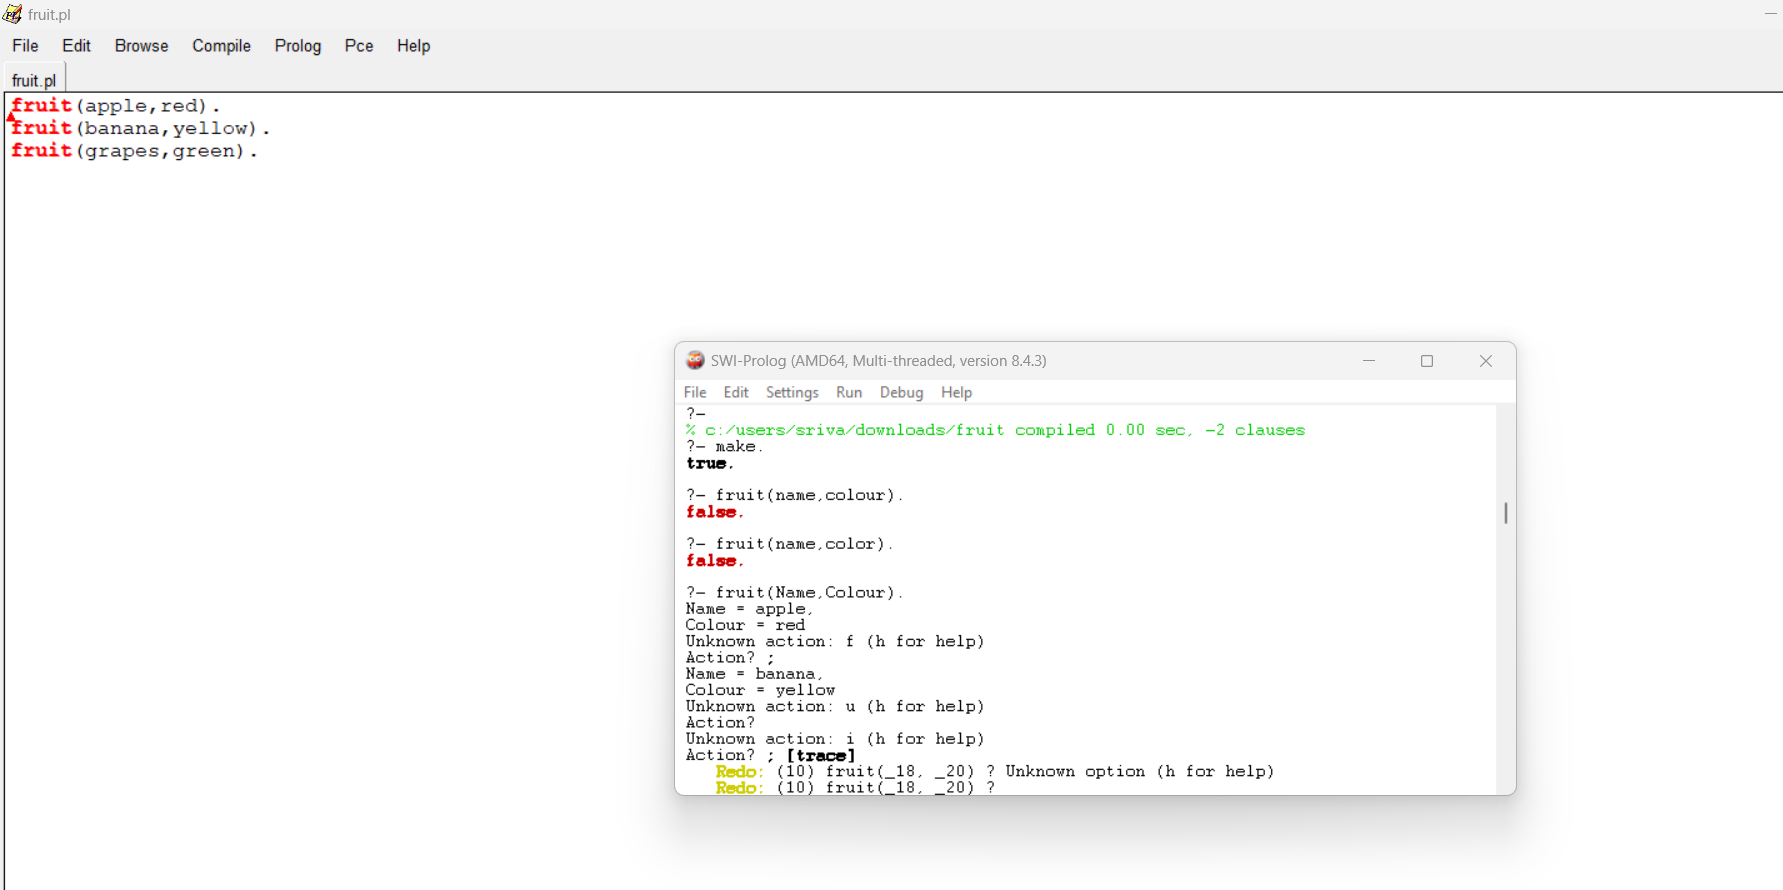 fruit.pl
File Edit Browse Compile Prolog Pce Help
fruit.pl
fruit(apple,red).
fruit(banana,yellow).
fruit(grapes,green).
SWI-Prolog (AMD64, Multi-threaded, version 8.4.3)
File Edit Settings Run Debug Help
?-
% c:/users/sriva/downloads/fruit compiled 0.00 sec, -2 clauses
?- make.
true.
?- fruit(name,colour).
false.
?- fruit(name,color).
false.
?- fruit(Name,Colour).
Name = apple,
Colour = red
Unknown action: f (h for help)
Action? ;
Name = banana,
Colour = yellow
Unknown action: u (h for help)
Action?
Unknown action: i (h for help)
Action? ; [trace]
Redo: (10) fruit(_18, _20) ? Unknown option (h for help)
Redo: (10) fruit(_18, _20) ?